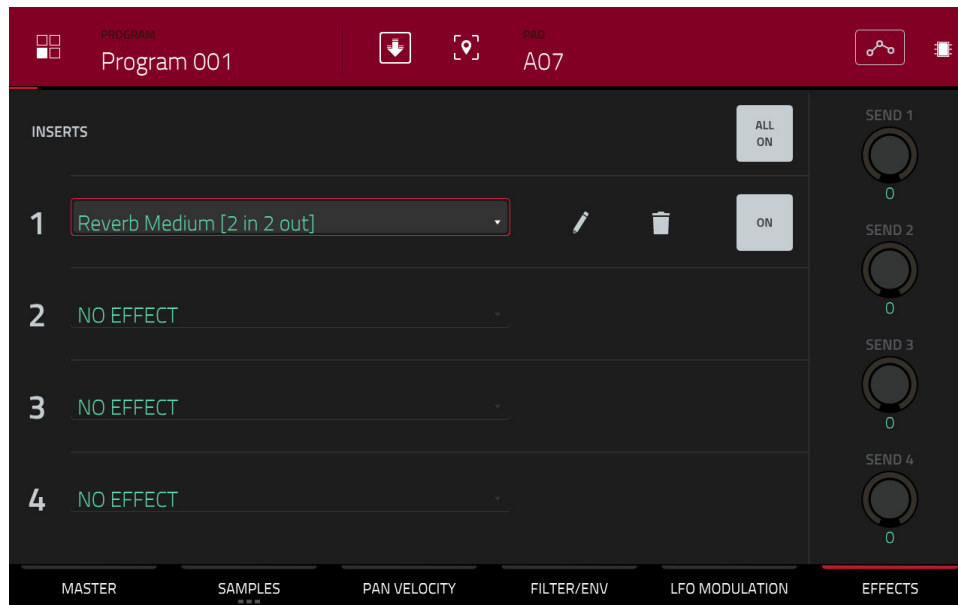 PROGRAM
Program 001
PAD
A07
INSERTS
ALL
ON
SEND 1
0
1
Reverb Medium [2 in 2 out]
ON
SEND 2
0
2
NO EFFECT
SEND 3
0
3
NO EFFECT
SEND 4
0
4
NO EFFECT
MASTER
SAMPLES
PAN VELOCITY
FILTER/ENV
LFO MODULATION
EFFECTS